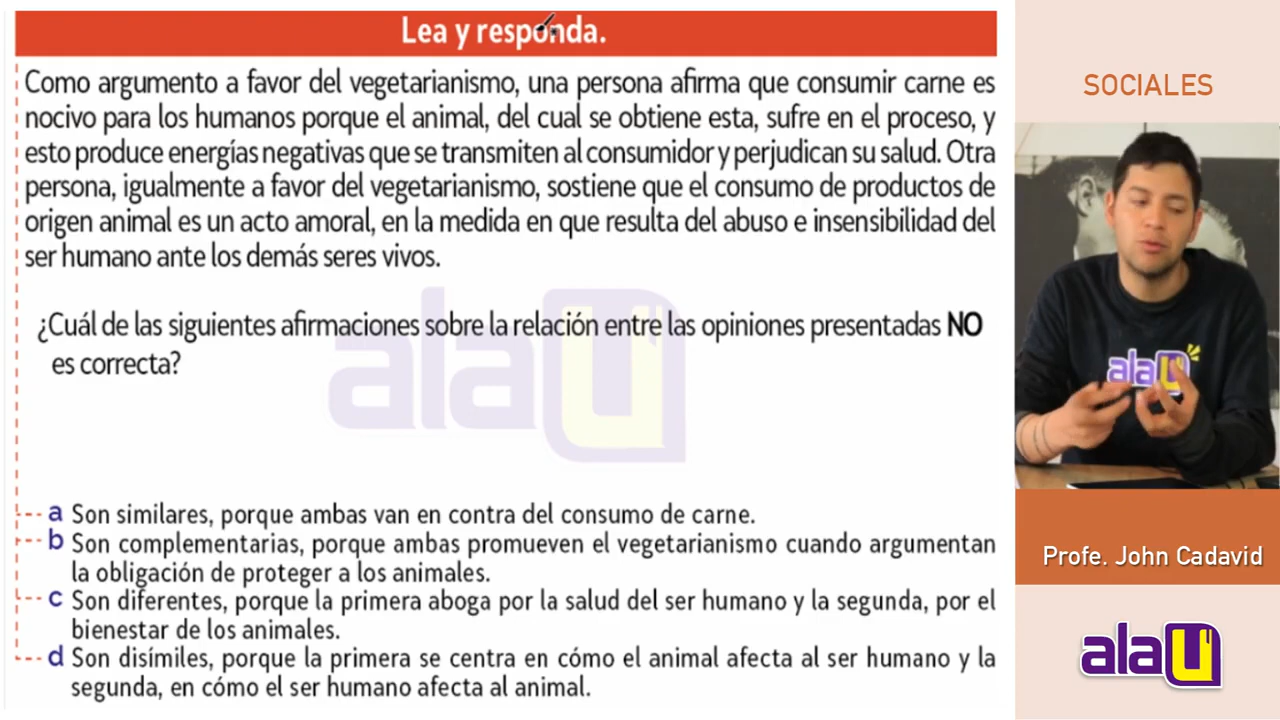 Lea y responda.
Como argumento a favor del vegetarianismo, una persona afirma que consumir carne es
nocivo para los humanos porque el animal, del cual se obtiene esta, sufre en el proceso, y
esto produce energías negativas que se transmiten al consumidor y perjudican su salud. Otra
persona, igualmente a favor del vegetarianismo, sostiene que el consumo de productos de
origen animal es un acto amoral, en la medida en que resulta del abuso e insensibilidad del
ser humano ante los demás seres vivos.
¿Cuál de las siguientes afirmaciones sobre la relación entre las opiniones presentadas NO
es correcta?
alaU
a Son similares, porque ambas van en contra del consumo de carne.
b Son complementarias, porque ambas promueven el vegetarianismo cuando argumentan
la obligación de proteger a los animales.
c Son diferentes, porque la primera aboga por la salud del ser humano y la segunda, por el
bienestar de los animales.
d Son disímiles, porque la primera se centra en cómo el animal afecta al ser humano y la
segunda, en cómo el ser humano afecta al animal.
SOCIALES
alaU
Profe. John Cadavid
alaU